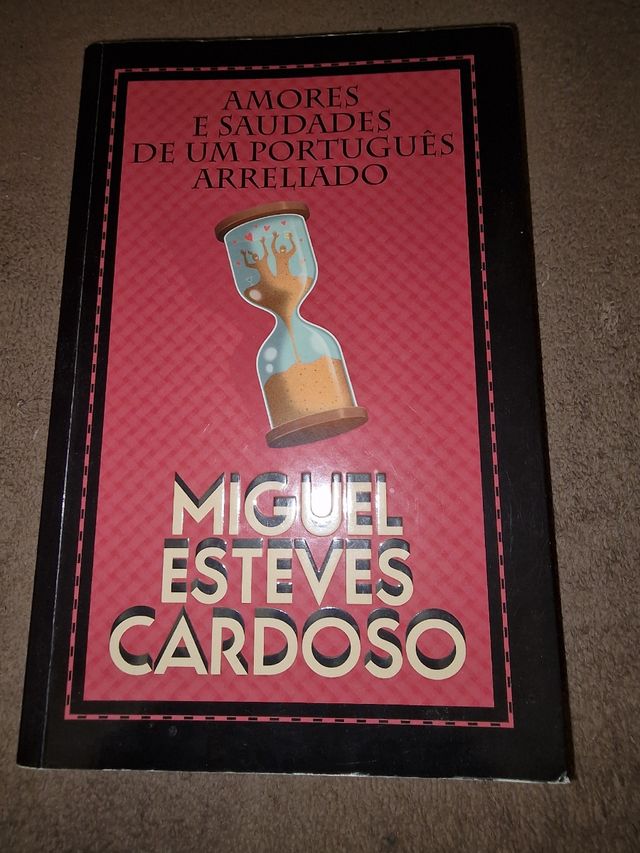 AMORES
E SAUDADES
DE UM PORTUGUÊS
ARRELIADO
MIGUEL
ESTEVES
CARDOSO